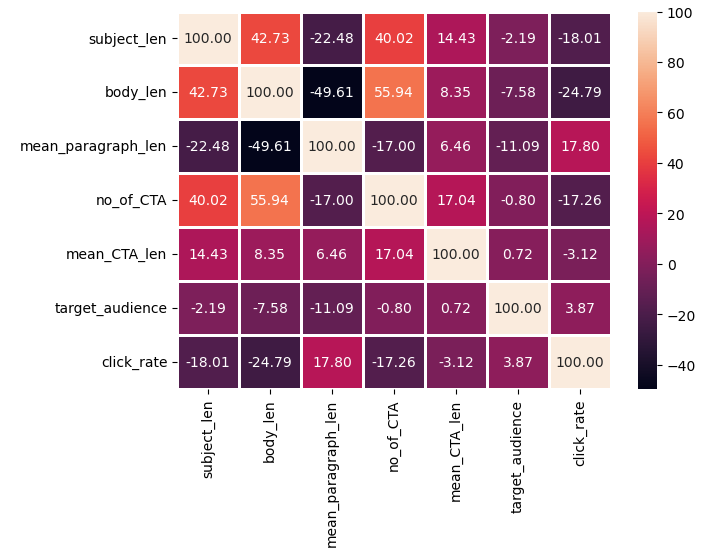 subject_len 100.00 42.73 -22.48 40.02 14.43 -2.19 -18.01
body_len 42.73 100.00 -49.61 55.94 8.35 -7.58 -24.79
mean_paragraph_len -22.48 -49.61 100.00 -17.00 6.46 -11.09 17.80
no_of_CTA 40.02 55.94 -17.00 100.00 17.04 -0.80 -17.26
mean_CTA_len 14.43 8.35 6.46 17.04 100.00 0.72 -3.12
target_audience -2.19 -7.58 -11.09 -0.80 0.72 100.00 3.87
click_rate -18.01 -24.79 17.80 -17.26 -3.12 3.87 100.00
subject_len
body_len
mean_paragraph_len
no_of_CTA
mean_CTA_len
target_audience
click_rate
100
80
60
40
20
0
−20
−40